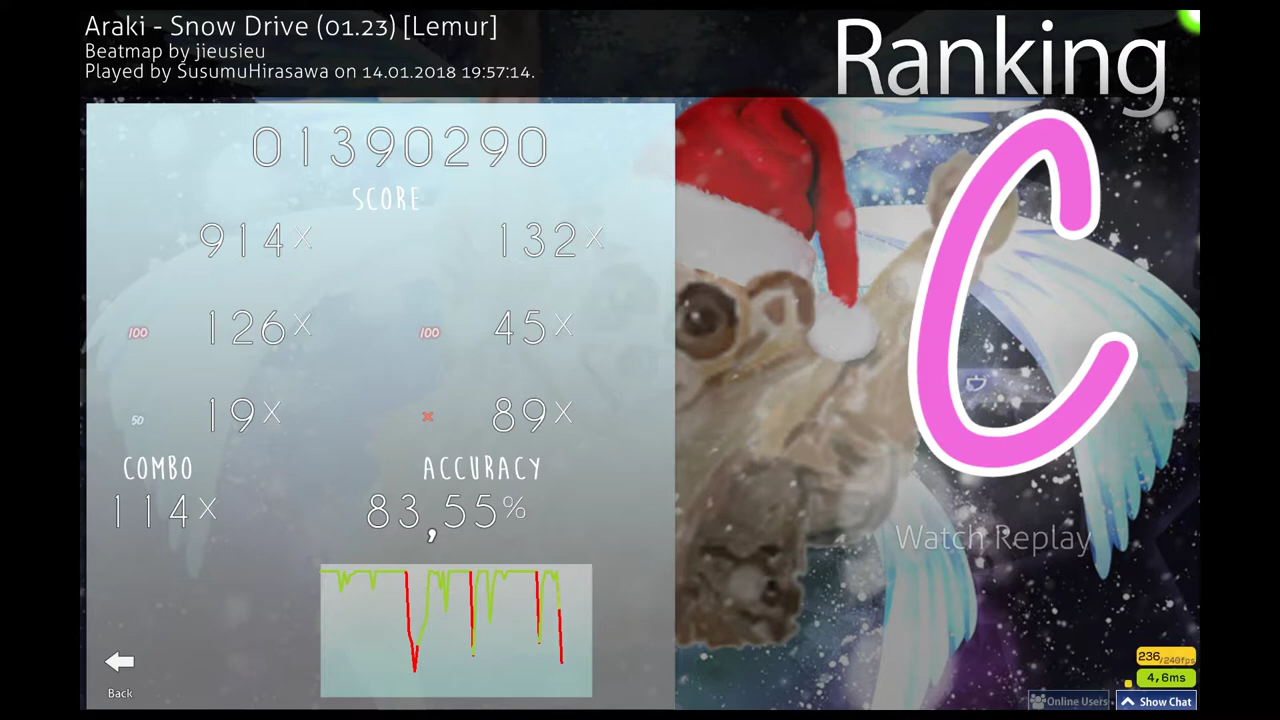 Araki - Snow Drive (01.23) [Lemur]
Beatmap by jieusieu
Played by SusumuHirasawa on 14.01.2018 19:57:14.
Ranking
01390290
SCORE
914x 132x
100 126x 100 45x
50 19x x 89x
COMBO ACCURACY
114x 83,55%
C
Watch Replay
Back
236/240fps
4,6ms
Online Users
Show Chat